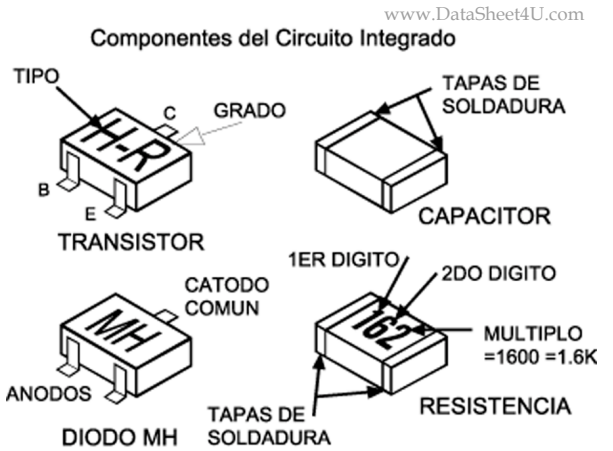 www.DataSheet4U.com
Componentes del Circuito Integrado
TIPO
C
GRADO
H-R
B
E
TRANSISTOR
TAPAS DE
SOLDADURA
CAPACITOR
CATODO
COMUN
MH
ANODOS
DIODO MH
1ER DIGITO
2DO DIGITO
162
MULTIPLO
=1600 =1.6K
TAPAS DE
SOLDADURA
RESISTENCIA